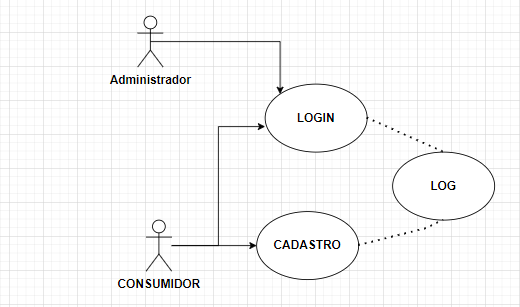 Administrador
LOGIN
LOG
CADASTRO
CONSUMIDOR